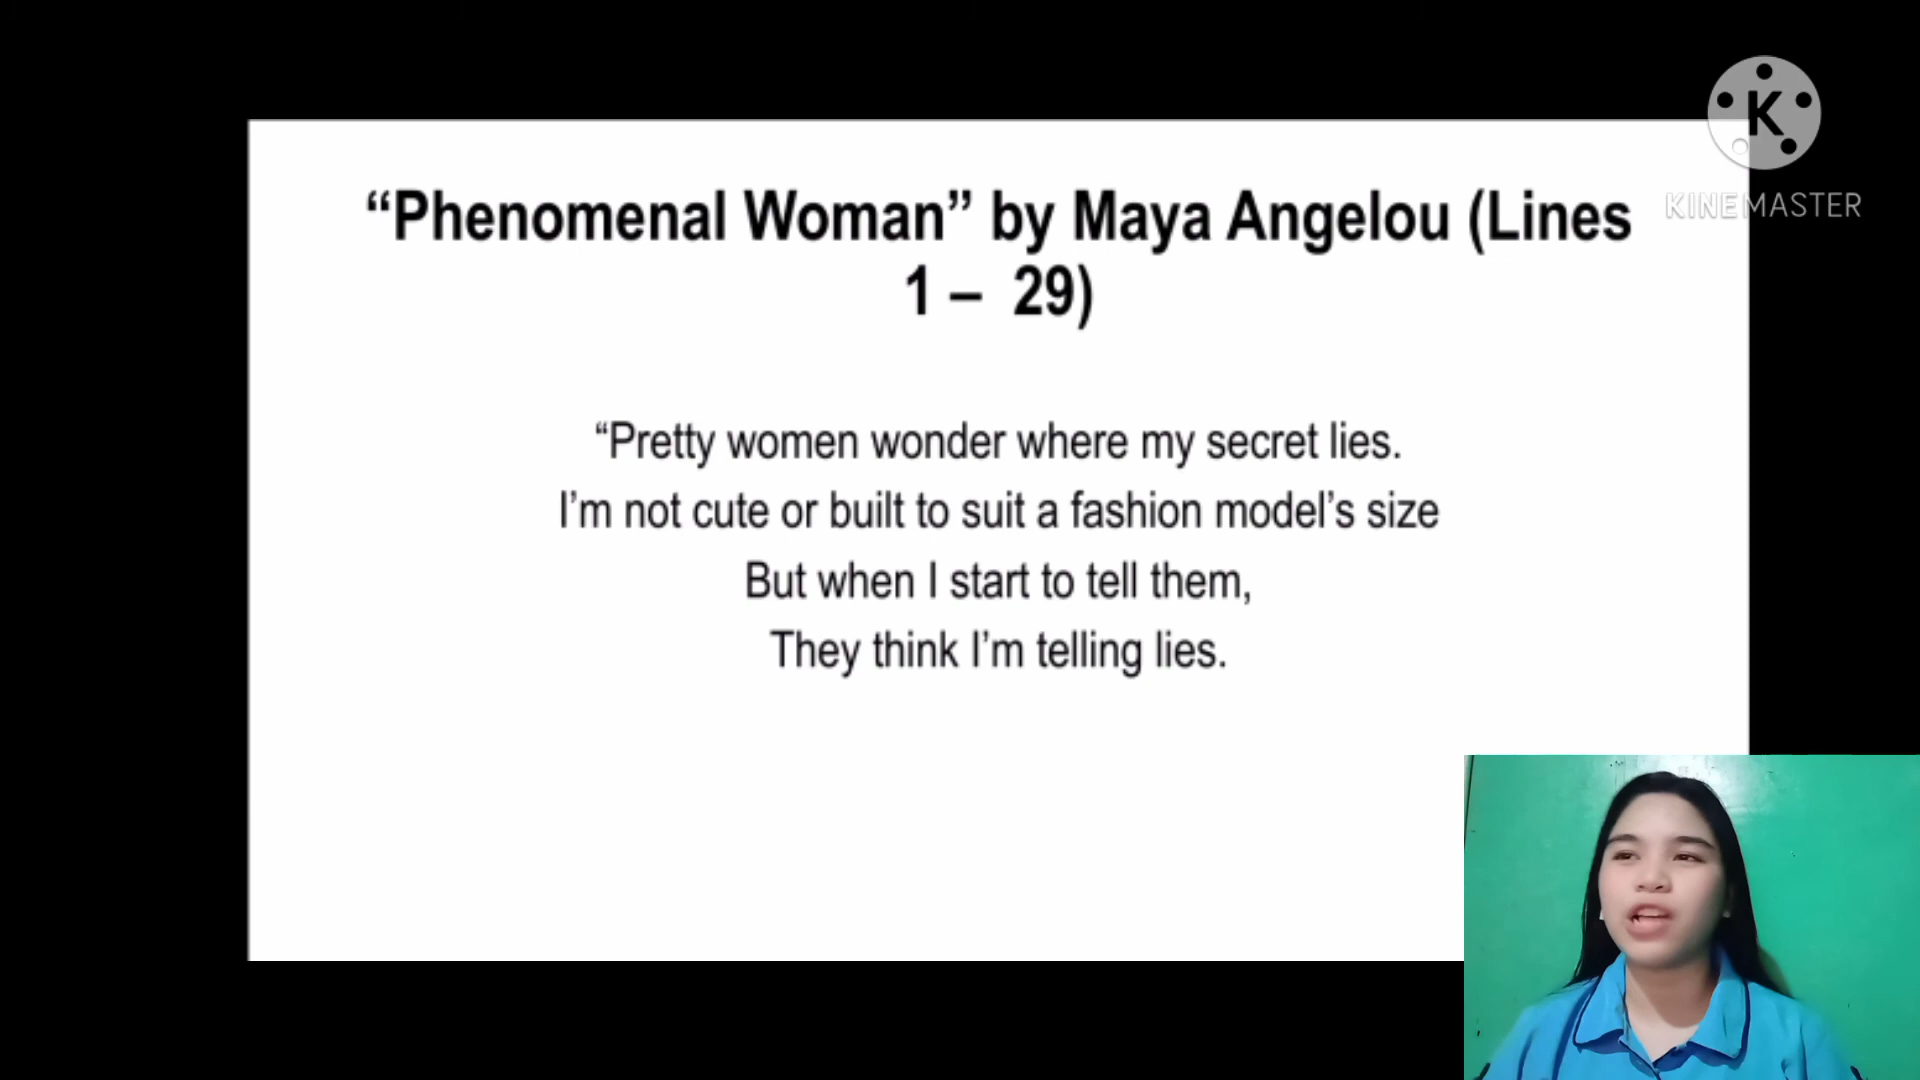 K
KINEMASTER
“Phenomenal Woman” by Maya Angelou (Lines
1 – 29)
“Pretty women wonder where my secret lies.
I’m not cute or built to suit a fashion model’s size
But when I start to tell them,
They think I’m telling lies.